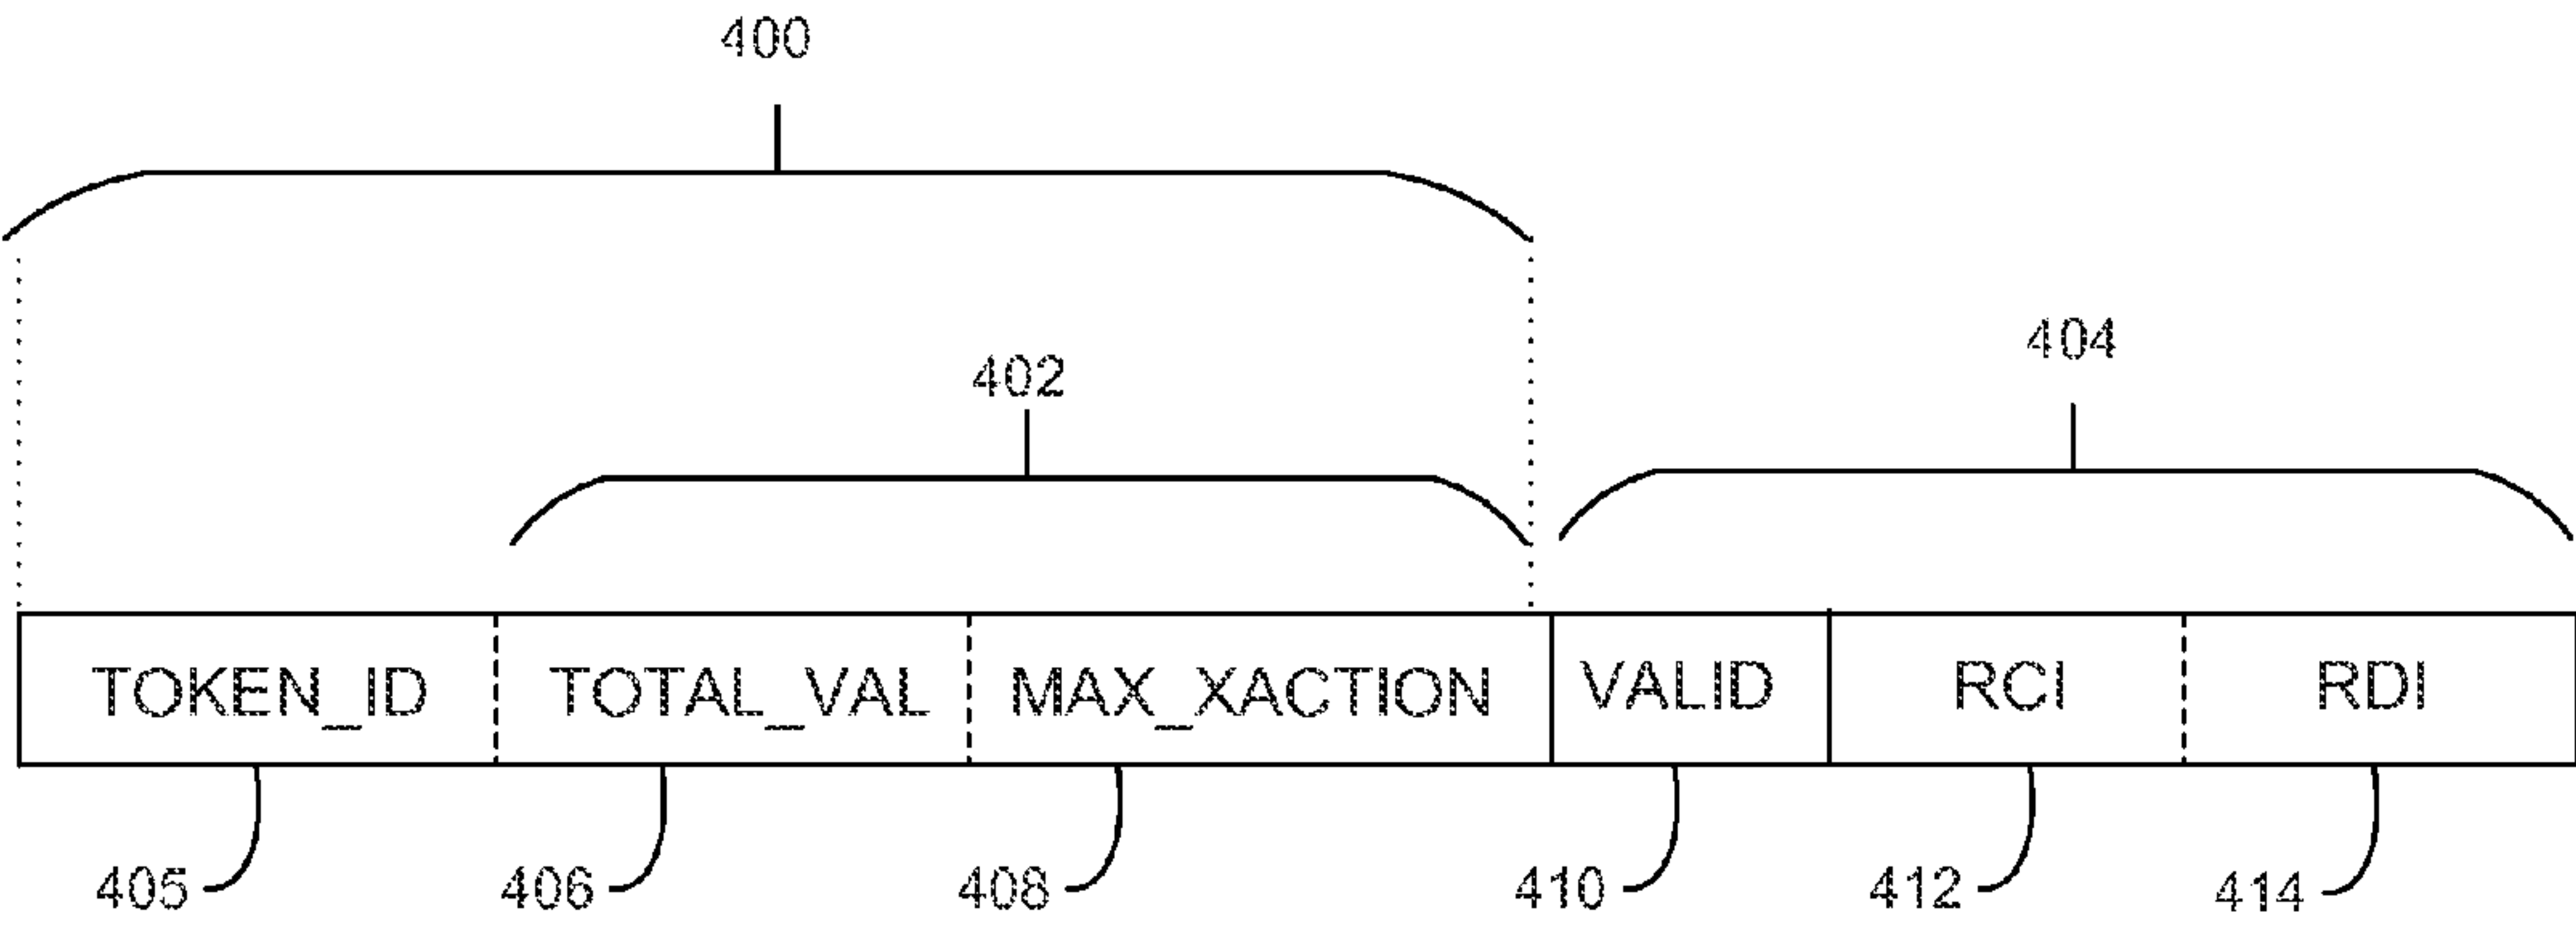 400
404
402
TOKEN_ID TOTAL_VAL MAX_XACTION VALID RCI RDI
405 406 408 410 412 414